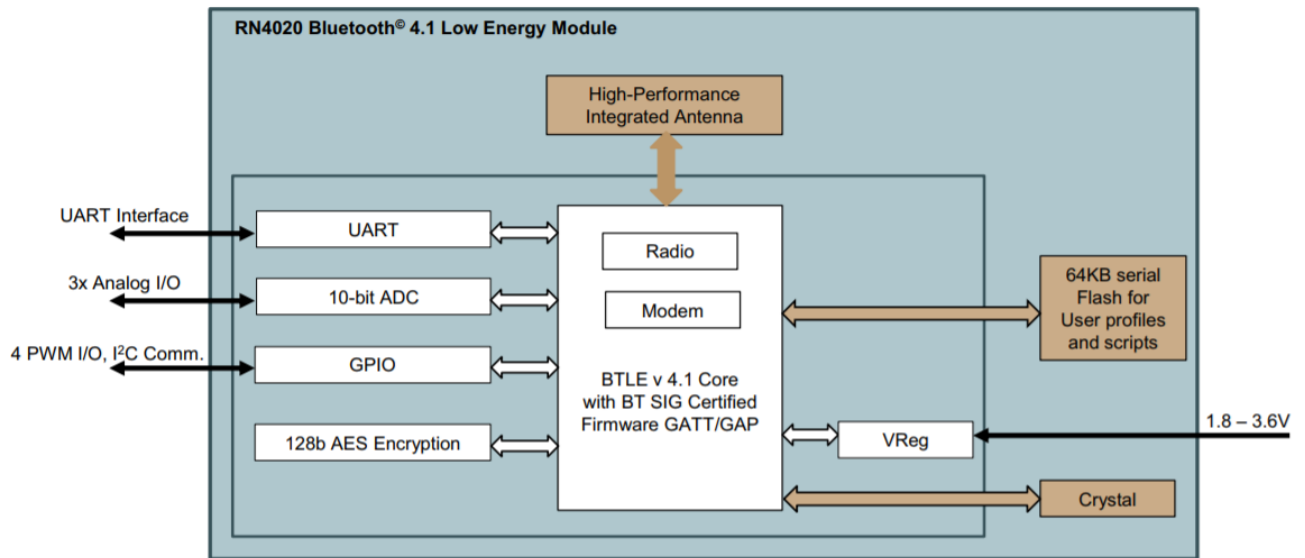 RN4020 Bluetooth© 4.1 Low Energy Module
High-Performance
Integrated Antenna
UART Interface
UART
3x Analog I/O
10-bit ADC
4 PWM I/O, I²C Comm.
GPIO
128b AES Encryption
Radio
Modem
BTLE v 4.1 Core
with BT SIG Certified
Firmware GATT/GAP
64KB serial
Flash for
User profiles
and scripts
VReg
1.8 – 3.6V
Crystal